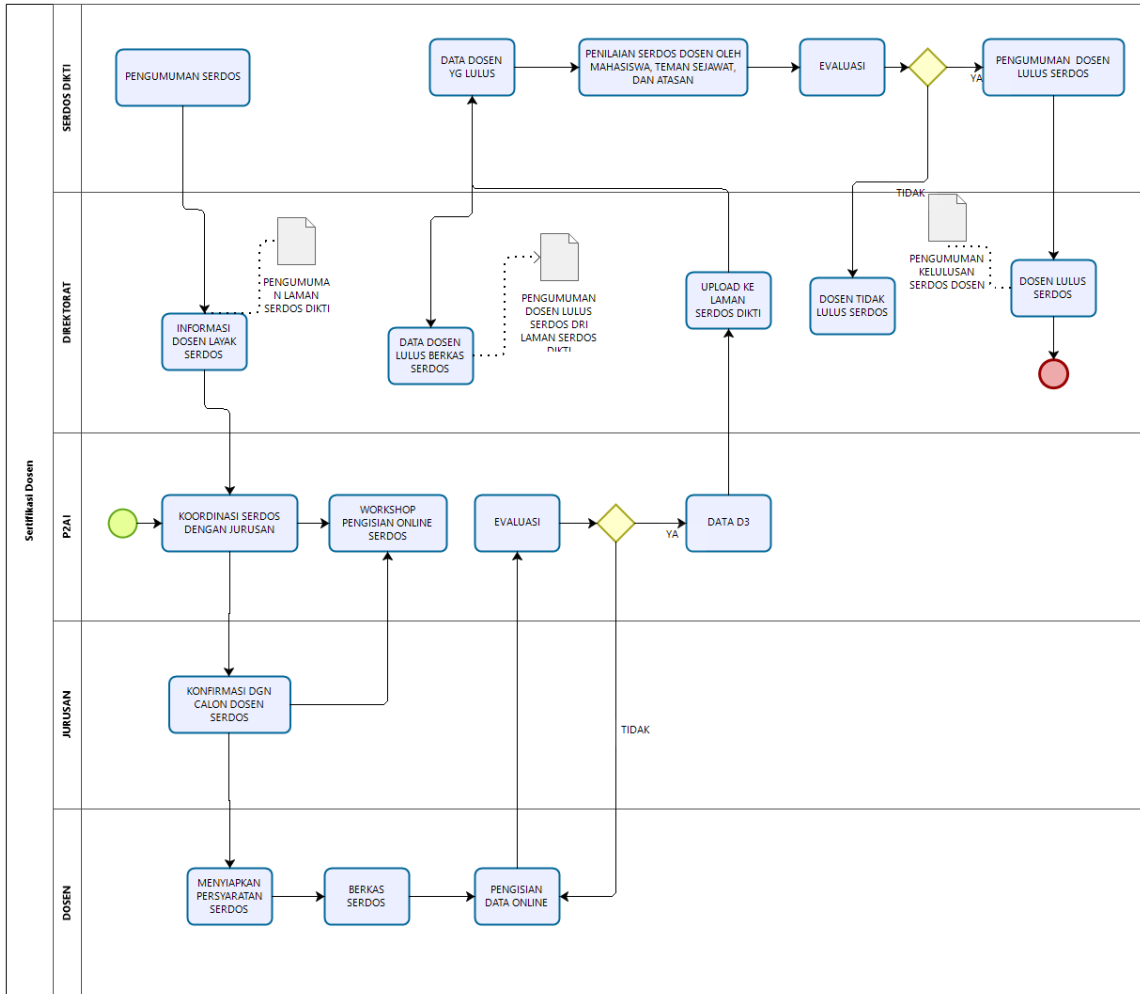 Sertifikasi Dosen
SERDOS DIKTI
PENGUMUMAN SERDOS
DATA DOSEN
YG LULUS
PENILAIAN SERDOS DOSEN OLEH
MAHASISWA, TEMAN SEJAWAT,
DAN ATASAN
EVALUASI
YA
PENGUMUMAN DOSEN
LULUS SERDOS
TIDAK
DIREKTORAT
PENGUMUMA
N LAMAN
SERDOS DIKTI
INFORMASI
DOSEN LAYAK
SERDOS
DATA DOSEN
LULUS BERKAS
SERDOS
PENGUMUMAN
DOSEN LULUS
SERDOS DRI
LAMAN SERDOS
DIKTI
UPLOAD KE
LAMAN
SERDOS DIKTI
DOSEN TIDAK
LULUS SERDOS
PENGUMUMAN
KELULUSAN
SERDOS DOSEN
DOSEN LULUS
SERDOS
P2AI
KOORDINASI SERDOS
DENGAN JURUSAN
WORKSHOP
PENGISIAN ONLINE
SERDOS
EVALUASI
YA
DATA D3
JURUSAN
KONFIRMASI DGN
CALON DOSEN
SERDOS
TIDAK
DOSEN
MENYIAPKAN
PERSYARATAN
SERDOS
BERKAS
SERDOS
PENGISIAN
DATA ONLINE